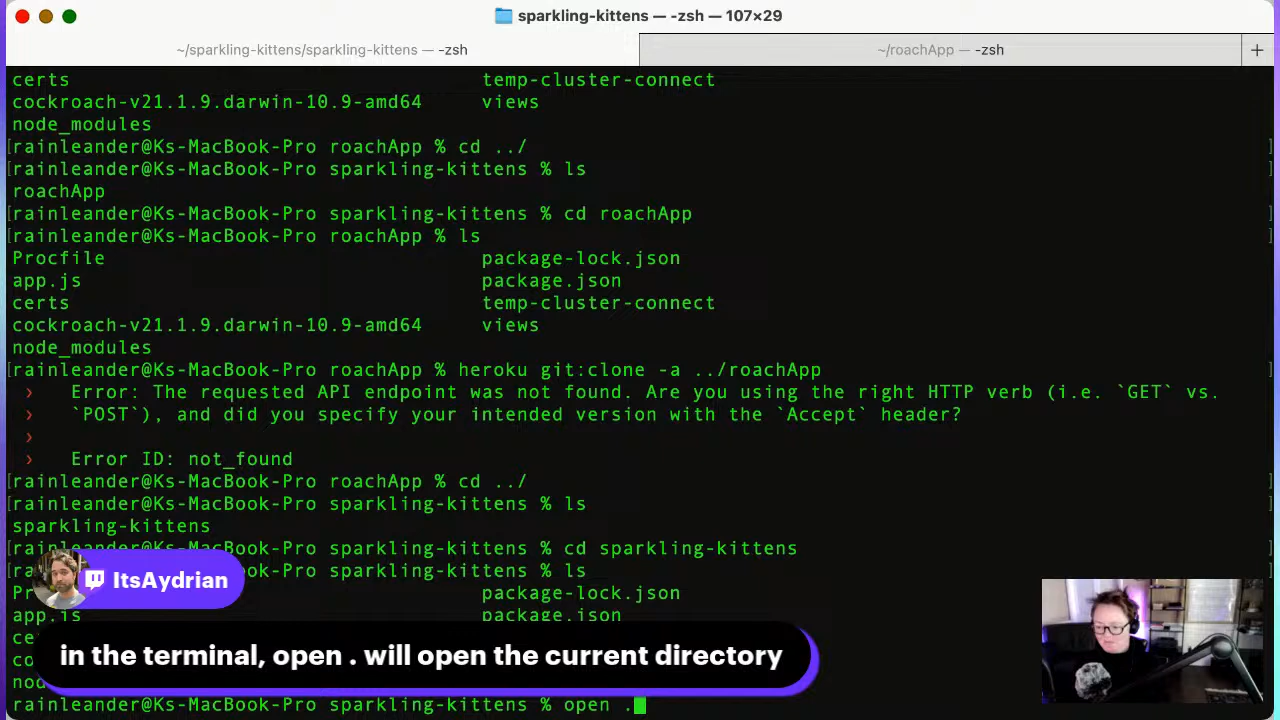 sparkling-kittens — -zsh — 107×29
~/sparkling-kittens/sparkling-kittens — -zsh
~/roachApp — -zsh
+
certs temp-cluster-connect
cockroach-v21.1.9.darwin-10.9-amd64 views
node_modules
[rainleander@Ks-MacBook-Pro roachApp % cd ../ ]
[rainleander@Ks-MacBook-Pro sparkling-kittens % ls ]
roachApp
[rainleander@Ks-MacBook-Pro sparkling-kittens % cd roachApp ]
[rainleander@Ks-MacBook-Pro roachApp % ls ]
Procfile package-lock.json
app.js package.json
certs temp-cluster-connect
cockroach-v21.1.9.darwin-10.9-amd64 views
node_modules
[rainleander@Ks-MacBook-Pro roachApp % heroku git:clone -a ../roachApp ]
› Error: The requested API endpoint was not found. Are you using the right HTTP verb (i.e. `GET` vs.
› `POST`), and did you specify your intended version with the `Accept` header?
›
› Error ID: not_found
[rainleander@Ks-MacBook-Pro roachApp % cd ../ ]
[rainleander@Ks-MacBook-Pro sparkling-kittens % ls ]
sparkling-kittens
[rainleander@Ks-MacBook-Pro sparkling-kittens % cd sparkling-kittens ]
[rainleander@Ks-MacBook-Pro sparkling-kittens % ls ]
package-lock.json
app.js package.json
ItsAydrian
in the terminal, open . will open the current directory
rainleander@Ks-MacBook-Pro sparkling-kittens % open .